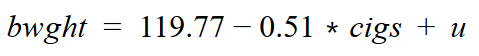 bwght = 119.77 − 0.51 * cigs + u